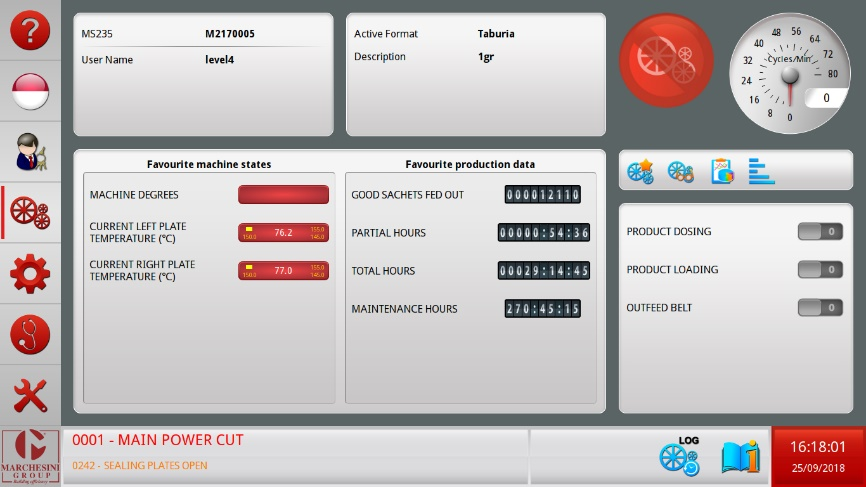 MS235 M2170005
User Name level4
Active Format Taburia
Description 1gr
Cycles/Min
0 8 16 24 32 40 48 56 64 72 80
0
Favourite machine states
MACHINE DEGREES
CURRENT LEFT PLATE
TEMPERATURE (°C)
150.0 76.2 155.0
145.0
CURRENT RIGHT PLATE
TEMPERATURE (°C)
150.0 77.0 155.0
145.0
Favourite production data
GOOD SACHETS FED OUT 000012110
PARTIAL HOURS 00000:54:36
TOTAL HOURS 00029:14:45
MAINTENANCE HOURS 270:45:15
PRODUCT DOSING 0
PRODUCT LOADING 0
OUTFEED BELT 0
MARCHESINI
GROUP
building efficiency
0001 - MAIN POWER CUT
0242 - SEALING PLATES OPEN
LOG
16:18:01
25/09/2018